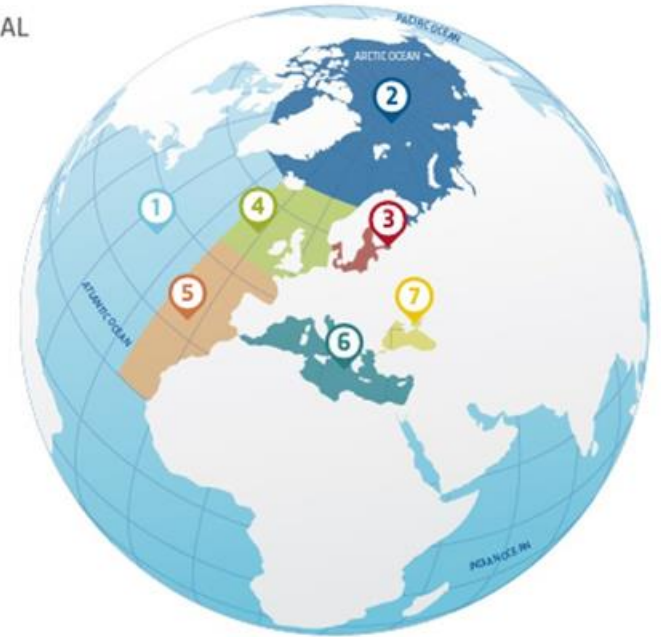 AL
PACIFIC OCEAN
ARCTIC OCEAN
2
1
4
3
5
7
6
ATLANTIC OCEAN
INDIAN OCEAN